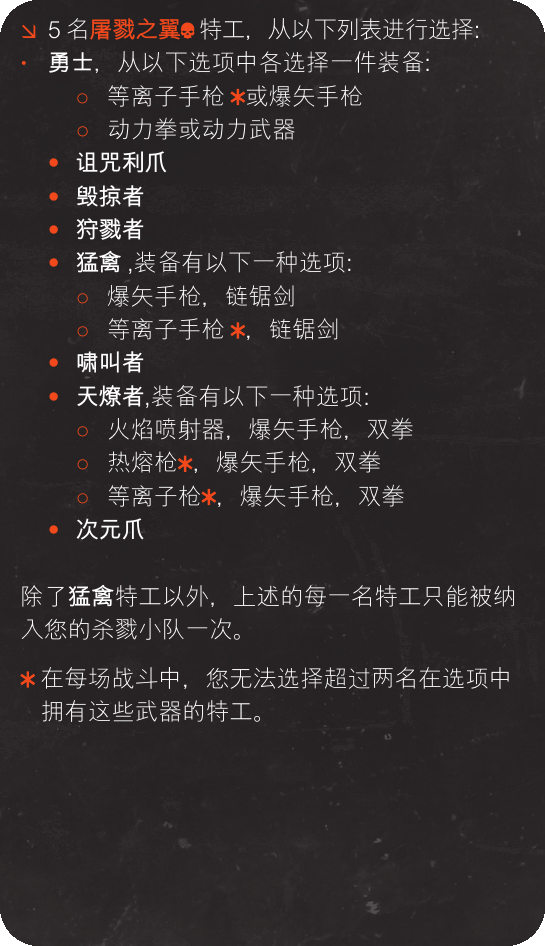 ↘ 5 名屠戮之翼💀特工，从以下列表进行选择:
• 勇士，从以下选项中各选择一件装备:
○ 等离子手枪 *或爆矢手枪
○ 动力拳或动力武器
• 诅咒利爪
• 毁掠者
• 狩戮者
• 猛禽 ,装备有以下一种选项:
○ 爆矢手枪，链锯剑
○ 等离子手枪 *，链锯剑
• 啸叫者
• 天燎者,装备有以下一种选项:
○ 火焰喷射器，爆矢手枪，双拳
○ 热熔枪*，爆矢手枪，双拳
○ 等离子枪*，爆矢手枪，双拳
• 次元爪
除了猛禽特工以外，上述的每一名特工只能被纳
入您的杀戮小队一次。
* 在每场战斗中，您无法选择超过两名在选项中
拥有这些武器的特工。